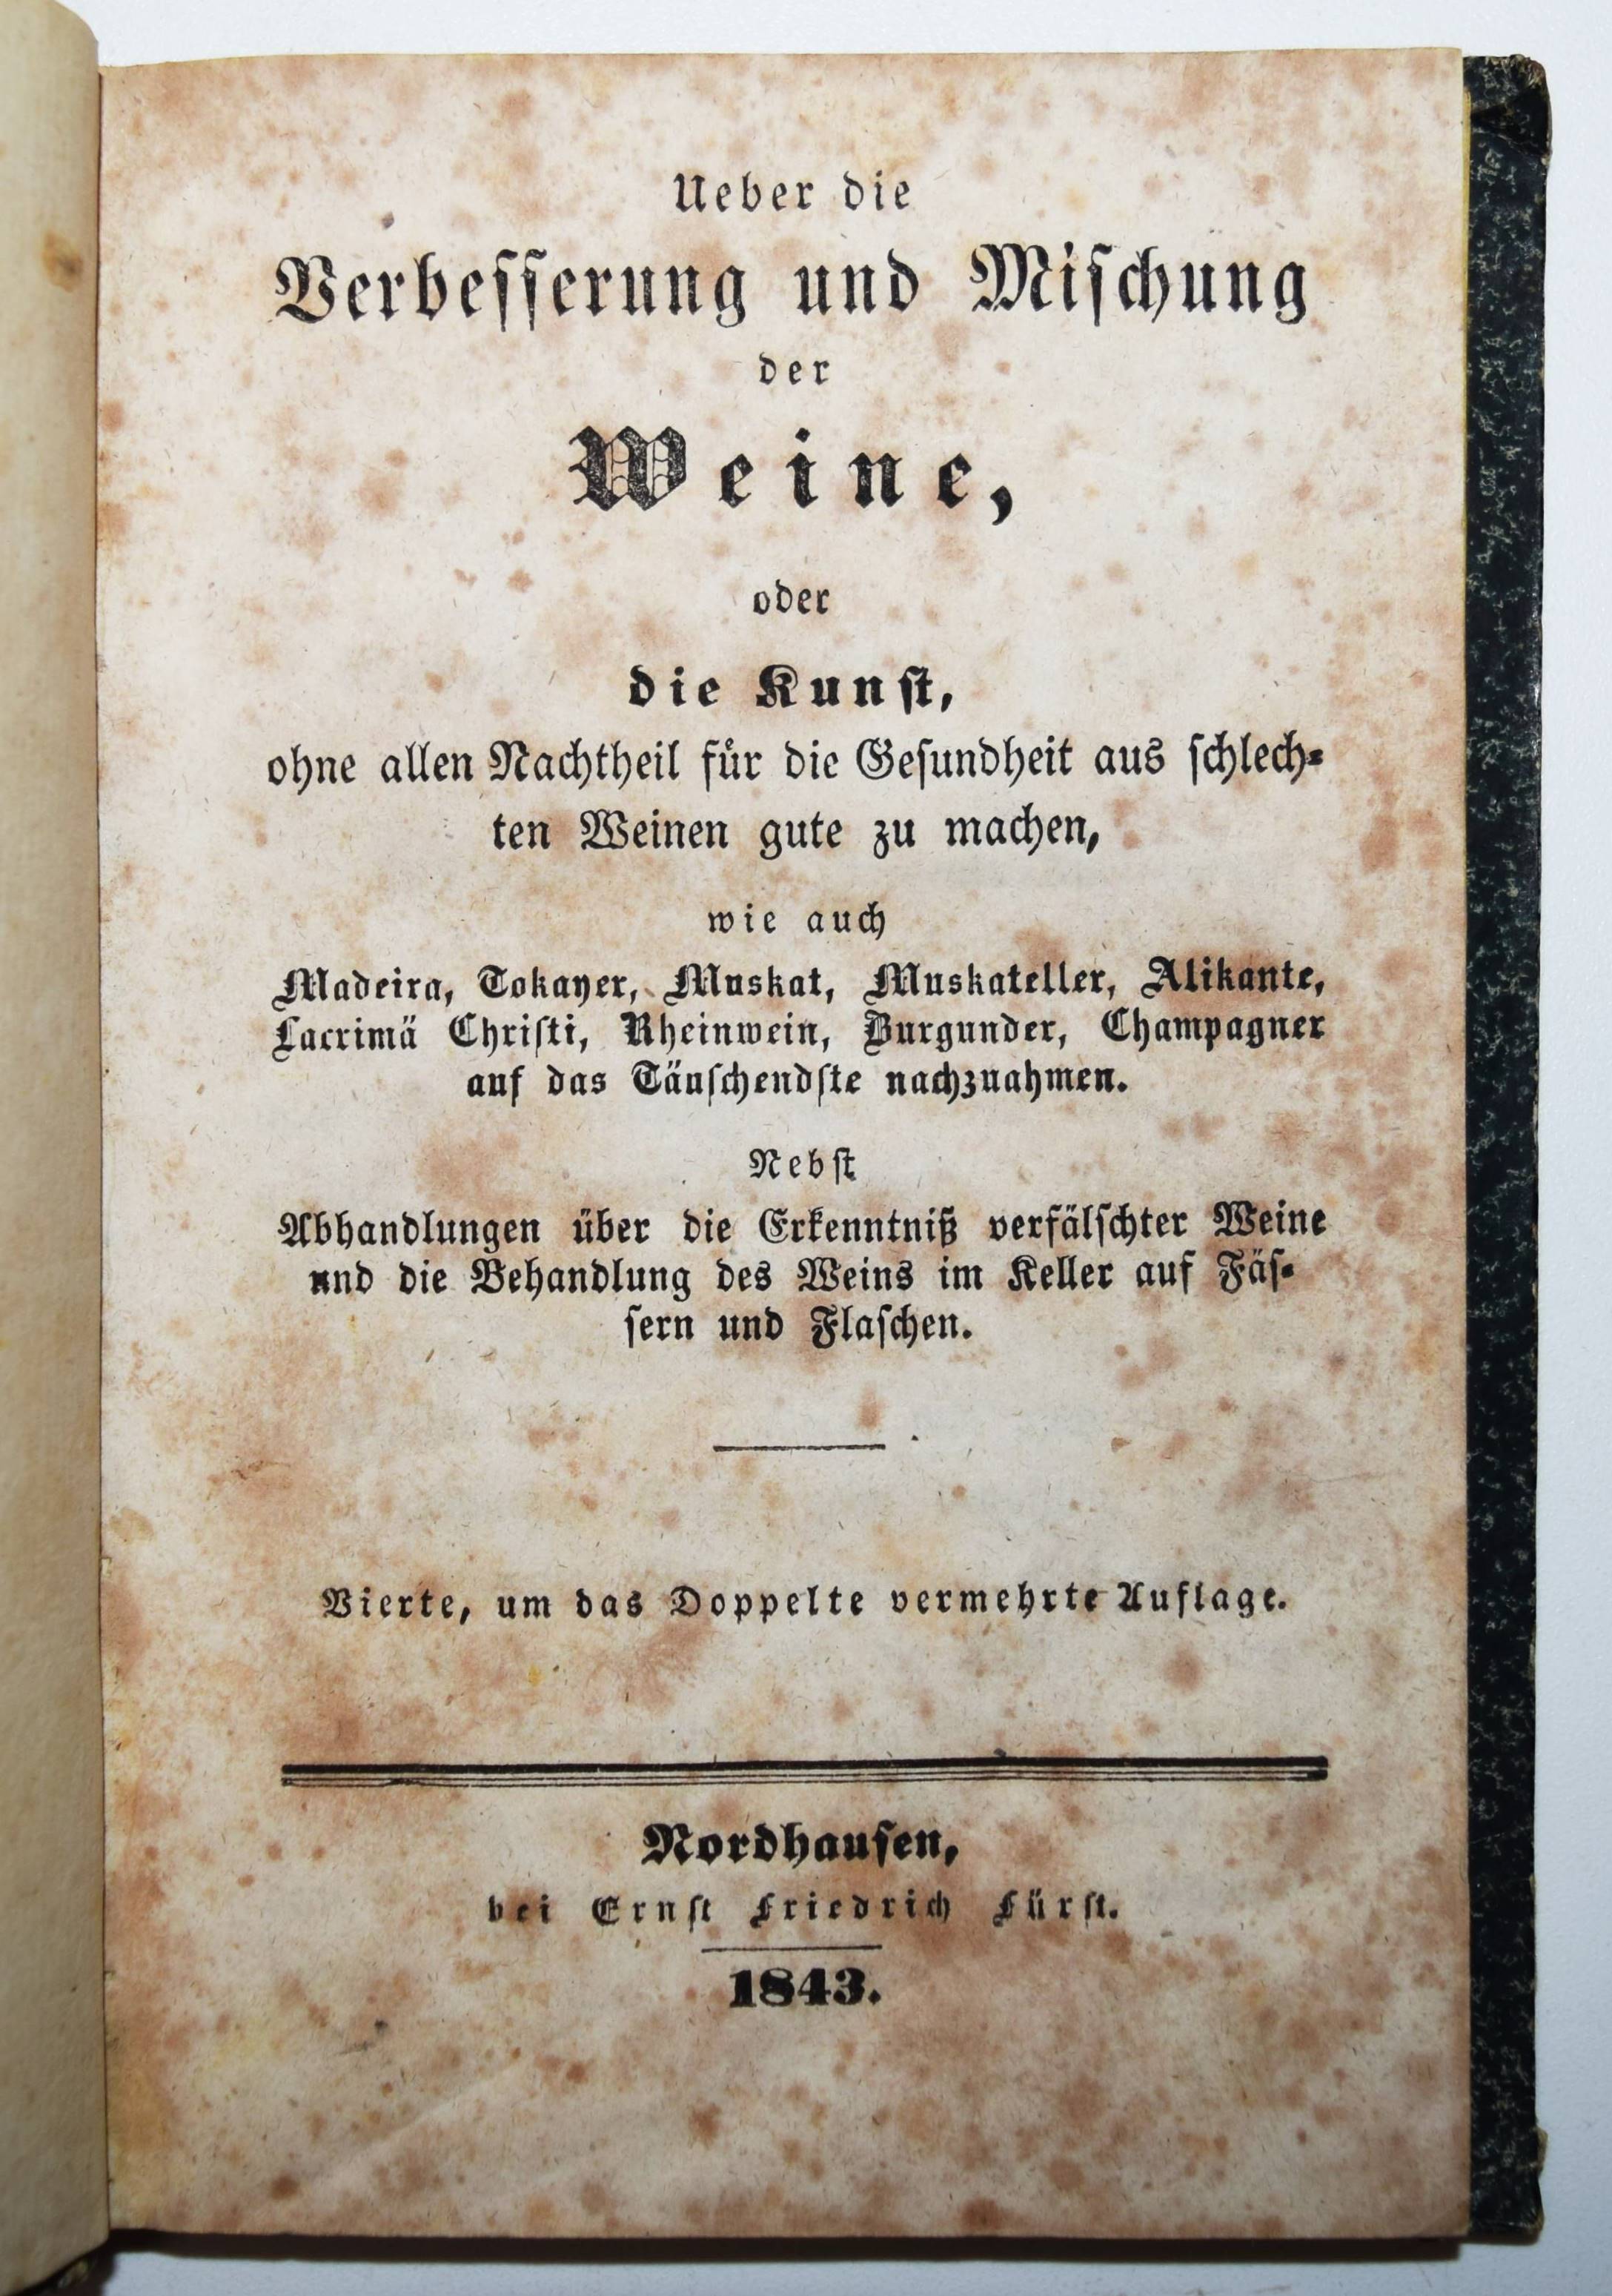 Ueber die
Verbesserung und Mischung
der
Weine,
oder
die Kunst,
ohne allen Nachtheil für die Gesundheit aus schlech-
ten Weinen gute zu machen,
wie auch
Madeira, Tokayer, Muskat, Muskateller, Alikante,
Lacrimä Christi, Rheinwein, Burgunder, Champagner
auf das Täuschendste nachzuahmen.
Nebst
Abhandlungen über die Erkenntniß verfälschter Weine
und die Behandlung des Weins im Keller auf Fäs-
sern und Flaschen.
Vierte, um das Doppelte vermehrte Auflage.
Nordhausen,
bei Ernst Friedrich Fürst.
1843.